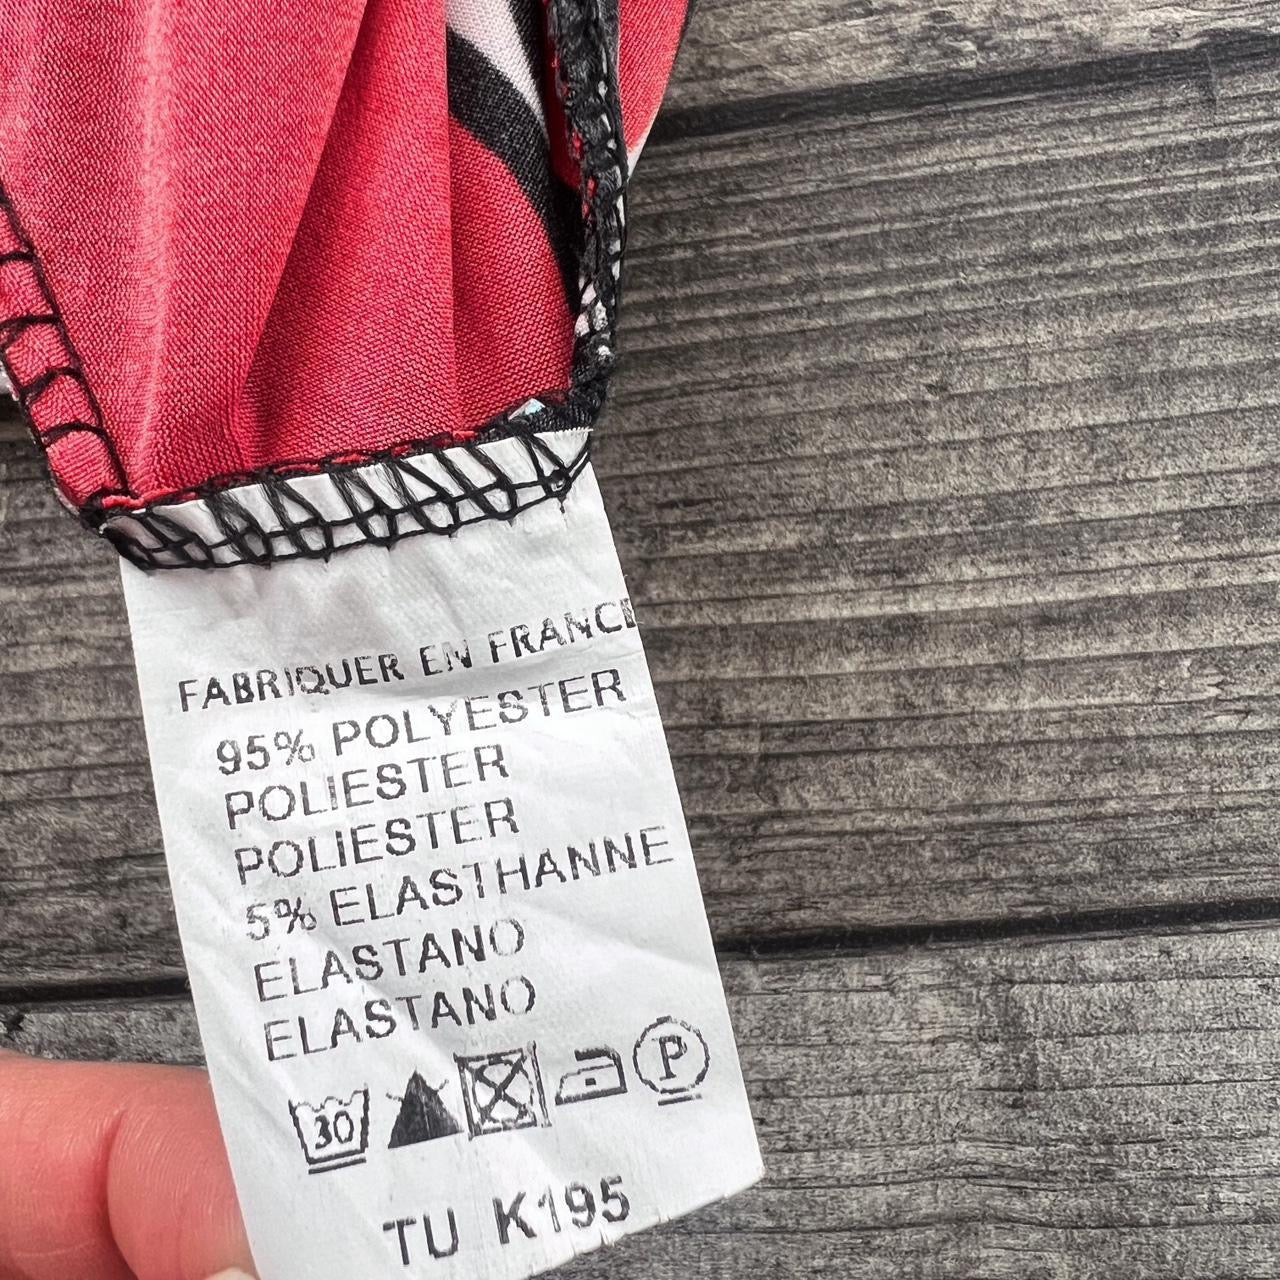 FABRIQUER EN FRANCE
95% POLYESTER
POLIESTER
POLIESTER
5% ELASTHANNE
ELASTANO
ELASTANO
30 P
TU K195